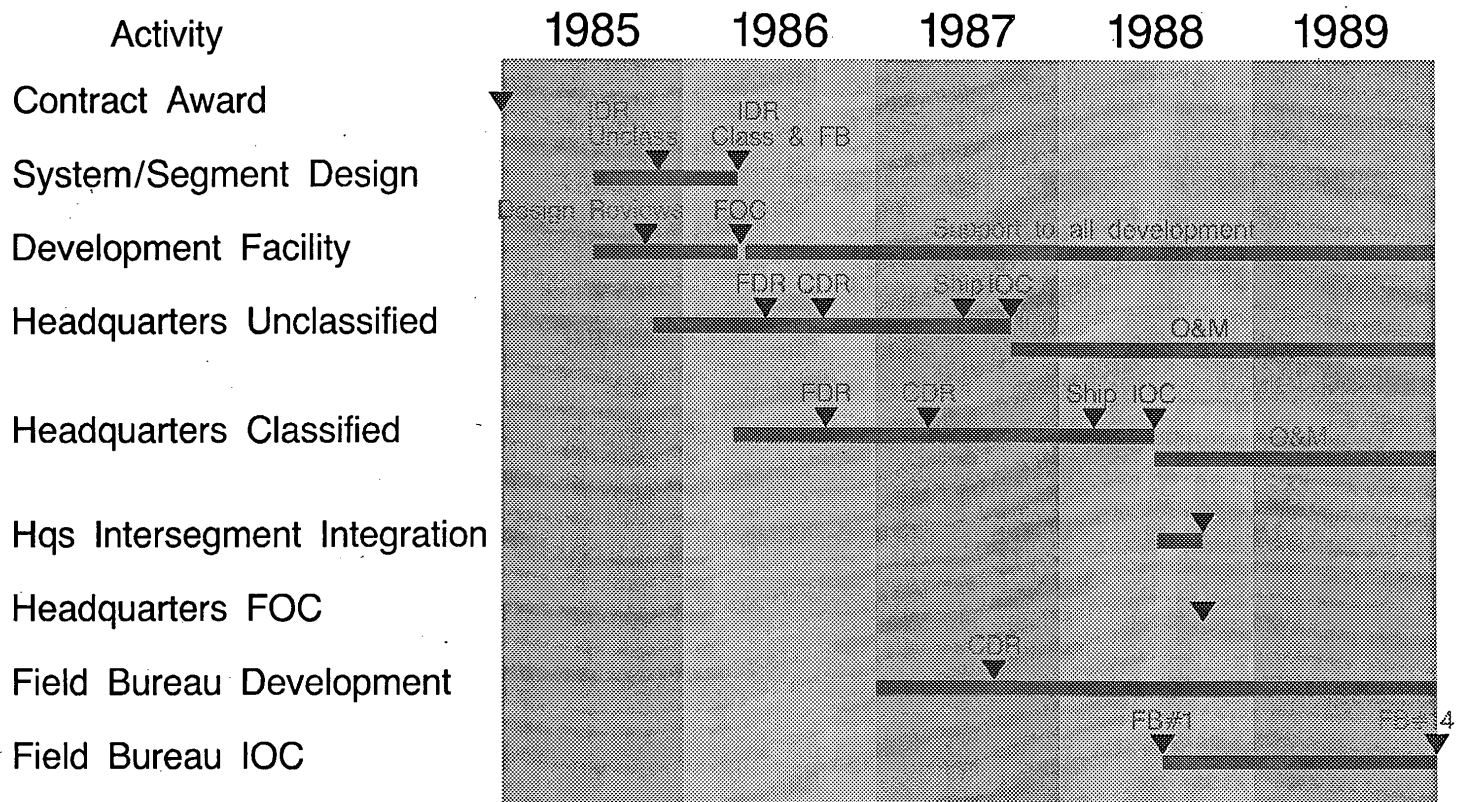 Activity 1985 1986 1987 1988 1989
Contract Award
IDR IDR
Unclass Class & FB
System/Segment Design
Design Reviews FOC
Development Facility Support to all development
FDR CDR Ship IOC
Headquarters Unclassified O&M
FDR CDR Ship IOC
Headquarters Classified O&M
Hqs Intersegment Integration
Headquarters FOC
CDR
Field Bureau Development
FB#1 FB#14
Field Bureau IOC